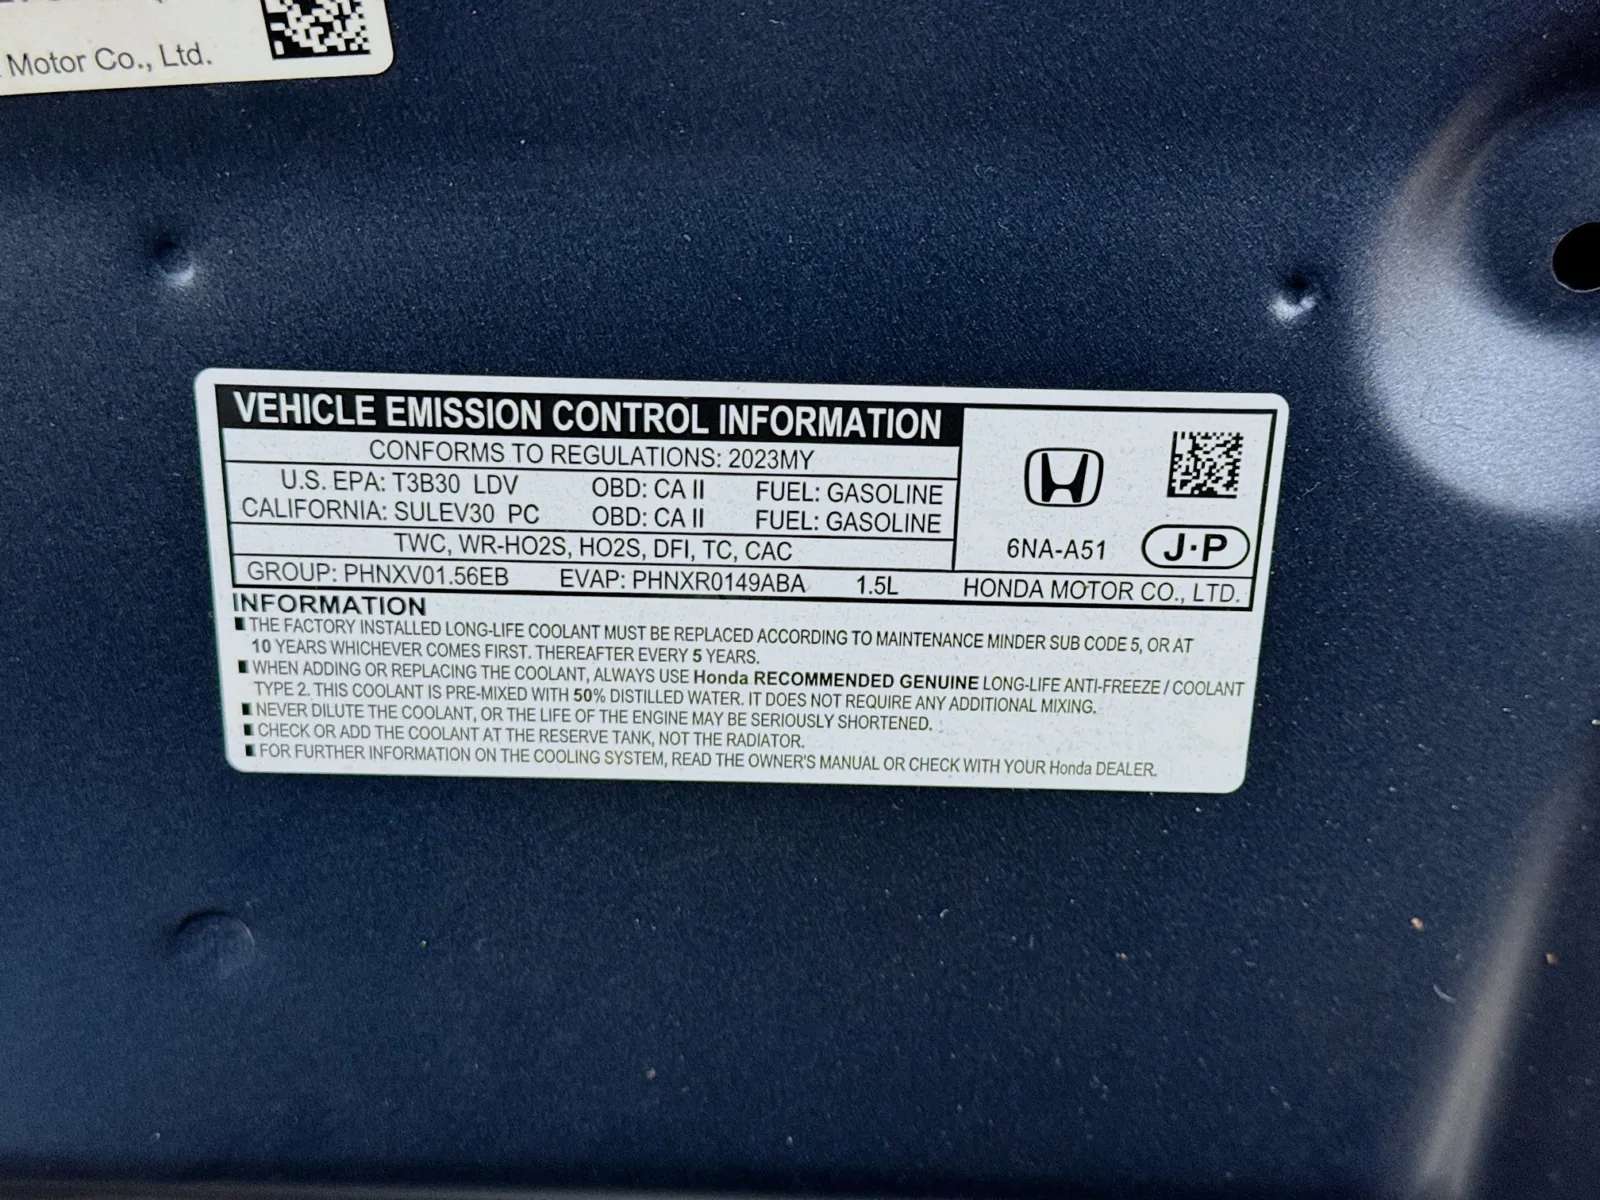 Motor Co., Ltd.
VEHICLE EMISSION CONTROL INFORMATION
CONFORMS TO REGULATIONS: 2023MY
U.S. EPA: T3B30 LDV OBD: CA II FUEL: GASOLINE
CALIFORNIA: SULEV30 PC OBD: CA II FUEL: GASOLINE
TWC, WR-HO2S, HO2S, DFI, TC, CAC
6NA-A51 J·P
GROUP: PHNXV01.56EB EVAP: PHNXR0149ABA 1.5L HONDA MOTOR CO., LTD.
INFORMATION
■ THE FACTORY INSTALLED LONG-LIFE COOLANT MUST BE REPLACED ACCORDING TO MAINTENANCE MINDER SUB CODE 5, OR AT
10 YEARS WHICHEVER COMES FIRST. THEREAFTER EVERY 5 YEARS.
■ WHEN ADDING OR REPLACING THE COOLANT, ALWAYS USE Honda RECOMMENDED GENUINE LONG-LIFE ANTI-FREEZE / COOLANT
TYPE 2. THIS COOLANT IS PRE-MIXED WITH 50% DISTILLED WATER. IT DOES NOT REQUIRE ANY ADDITIONAL MIXING.
■ NEVER DILUTE THE COOLANT, OR THE LIFE OF THE ENGINE MAY BE SERIOUSLY SHORTENED.
■ CHECK OR ADD THE COOLANT AT THE RESERVE TANK, NOT THE RADIATOR.
■ FOR FURTHER INFORMATION ON THE COOLING SYSTEM, READ THE OWNER'S MANUAL OR CHECK WITH YOUR Honda DEALER.